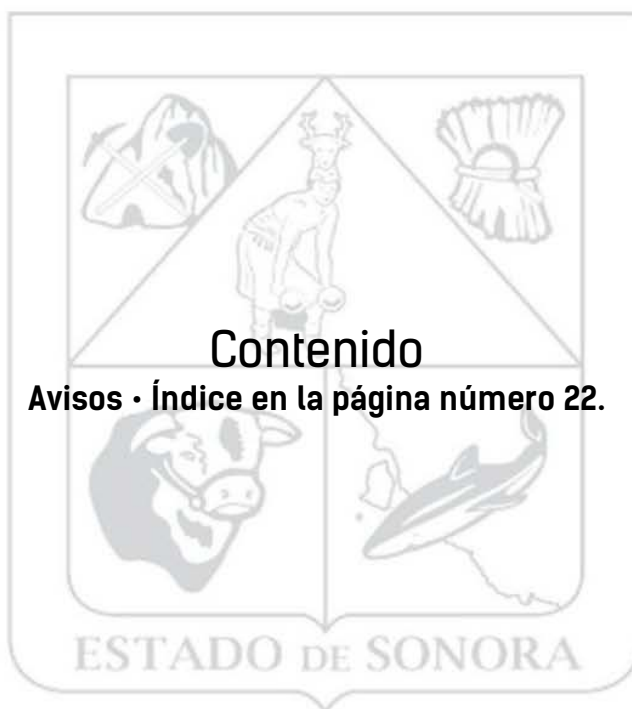 Contenido
Avisos · Índice en la página número 22.
ESTADO DE SONORA